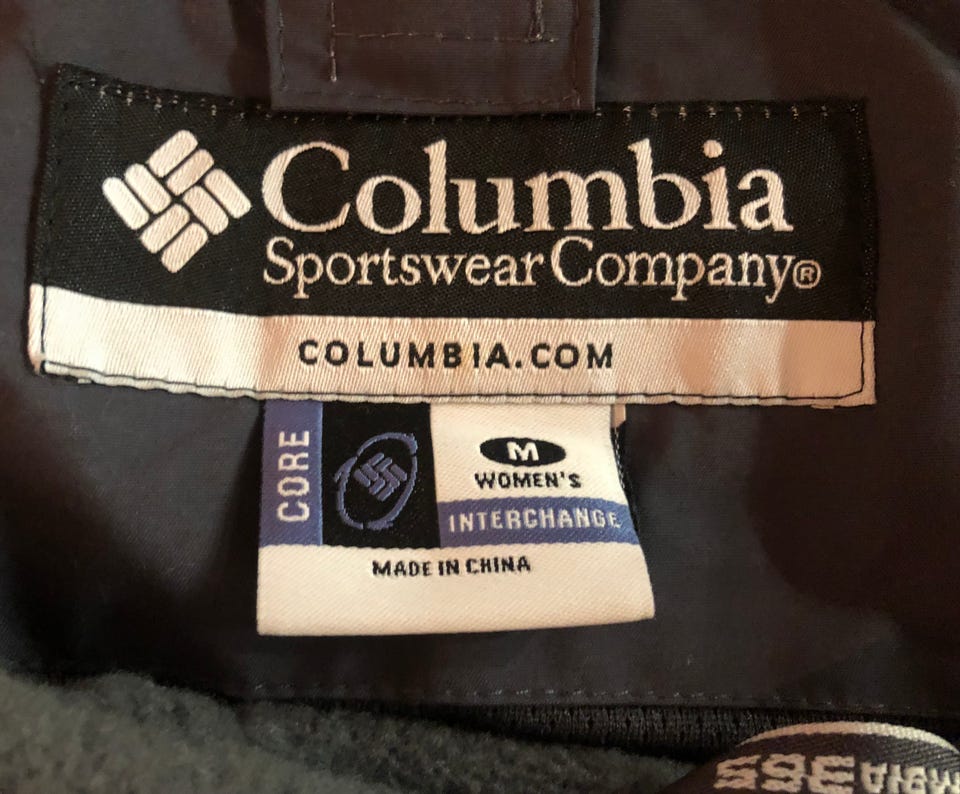 Columbia
Sportswear Company®
COLUMBIA.COM
CORE
M
WOMEN'S
INTERCHANGE
MADE IN CHINA